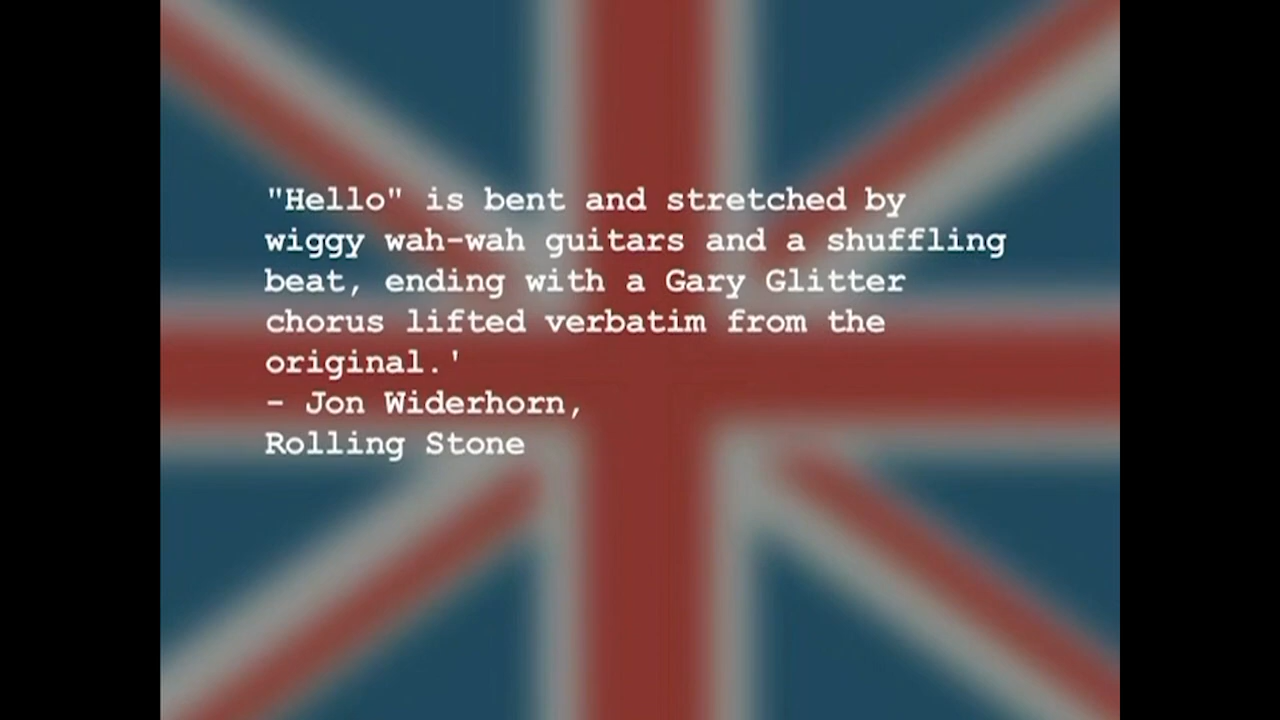 "Hello" is bent and stretched by
wiggy wah-wah guitars and a shuffling
beat, ending with a Gary Glitter
chorus lifted verbatim from the
original.'
- Jon Widerhorn,
Rolling Stone